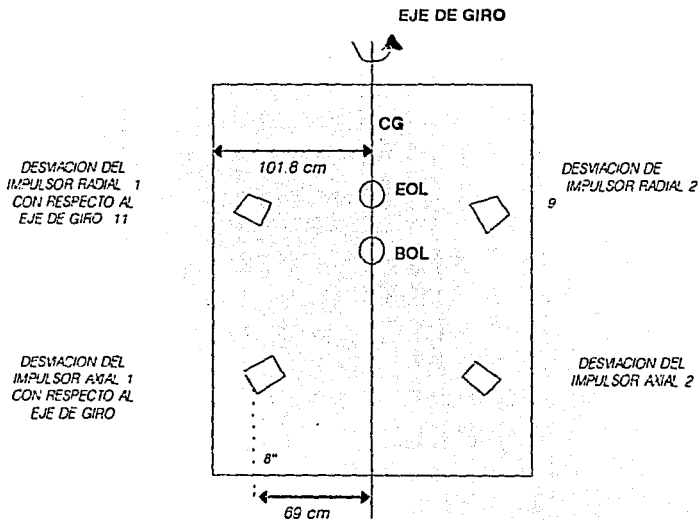 EJE DE GIRO
CG
101.8 cm
DESVIACION DEL
IMPULSOR RADIAL 1
CON RESPECTO AL
EJE DE GIRO 11
EOL
BOL
DESVIACION DE
IMPULSOR RADIAL 2
9
DESVIACION DEL
IMPULSOR AXIAL 1
CON RESPECTO AL
EJE DE GIRO
DESVIACION DEL
IMPULSOR AXIAL 2
8"
69 cm